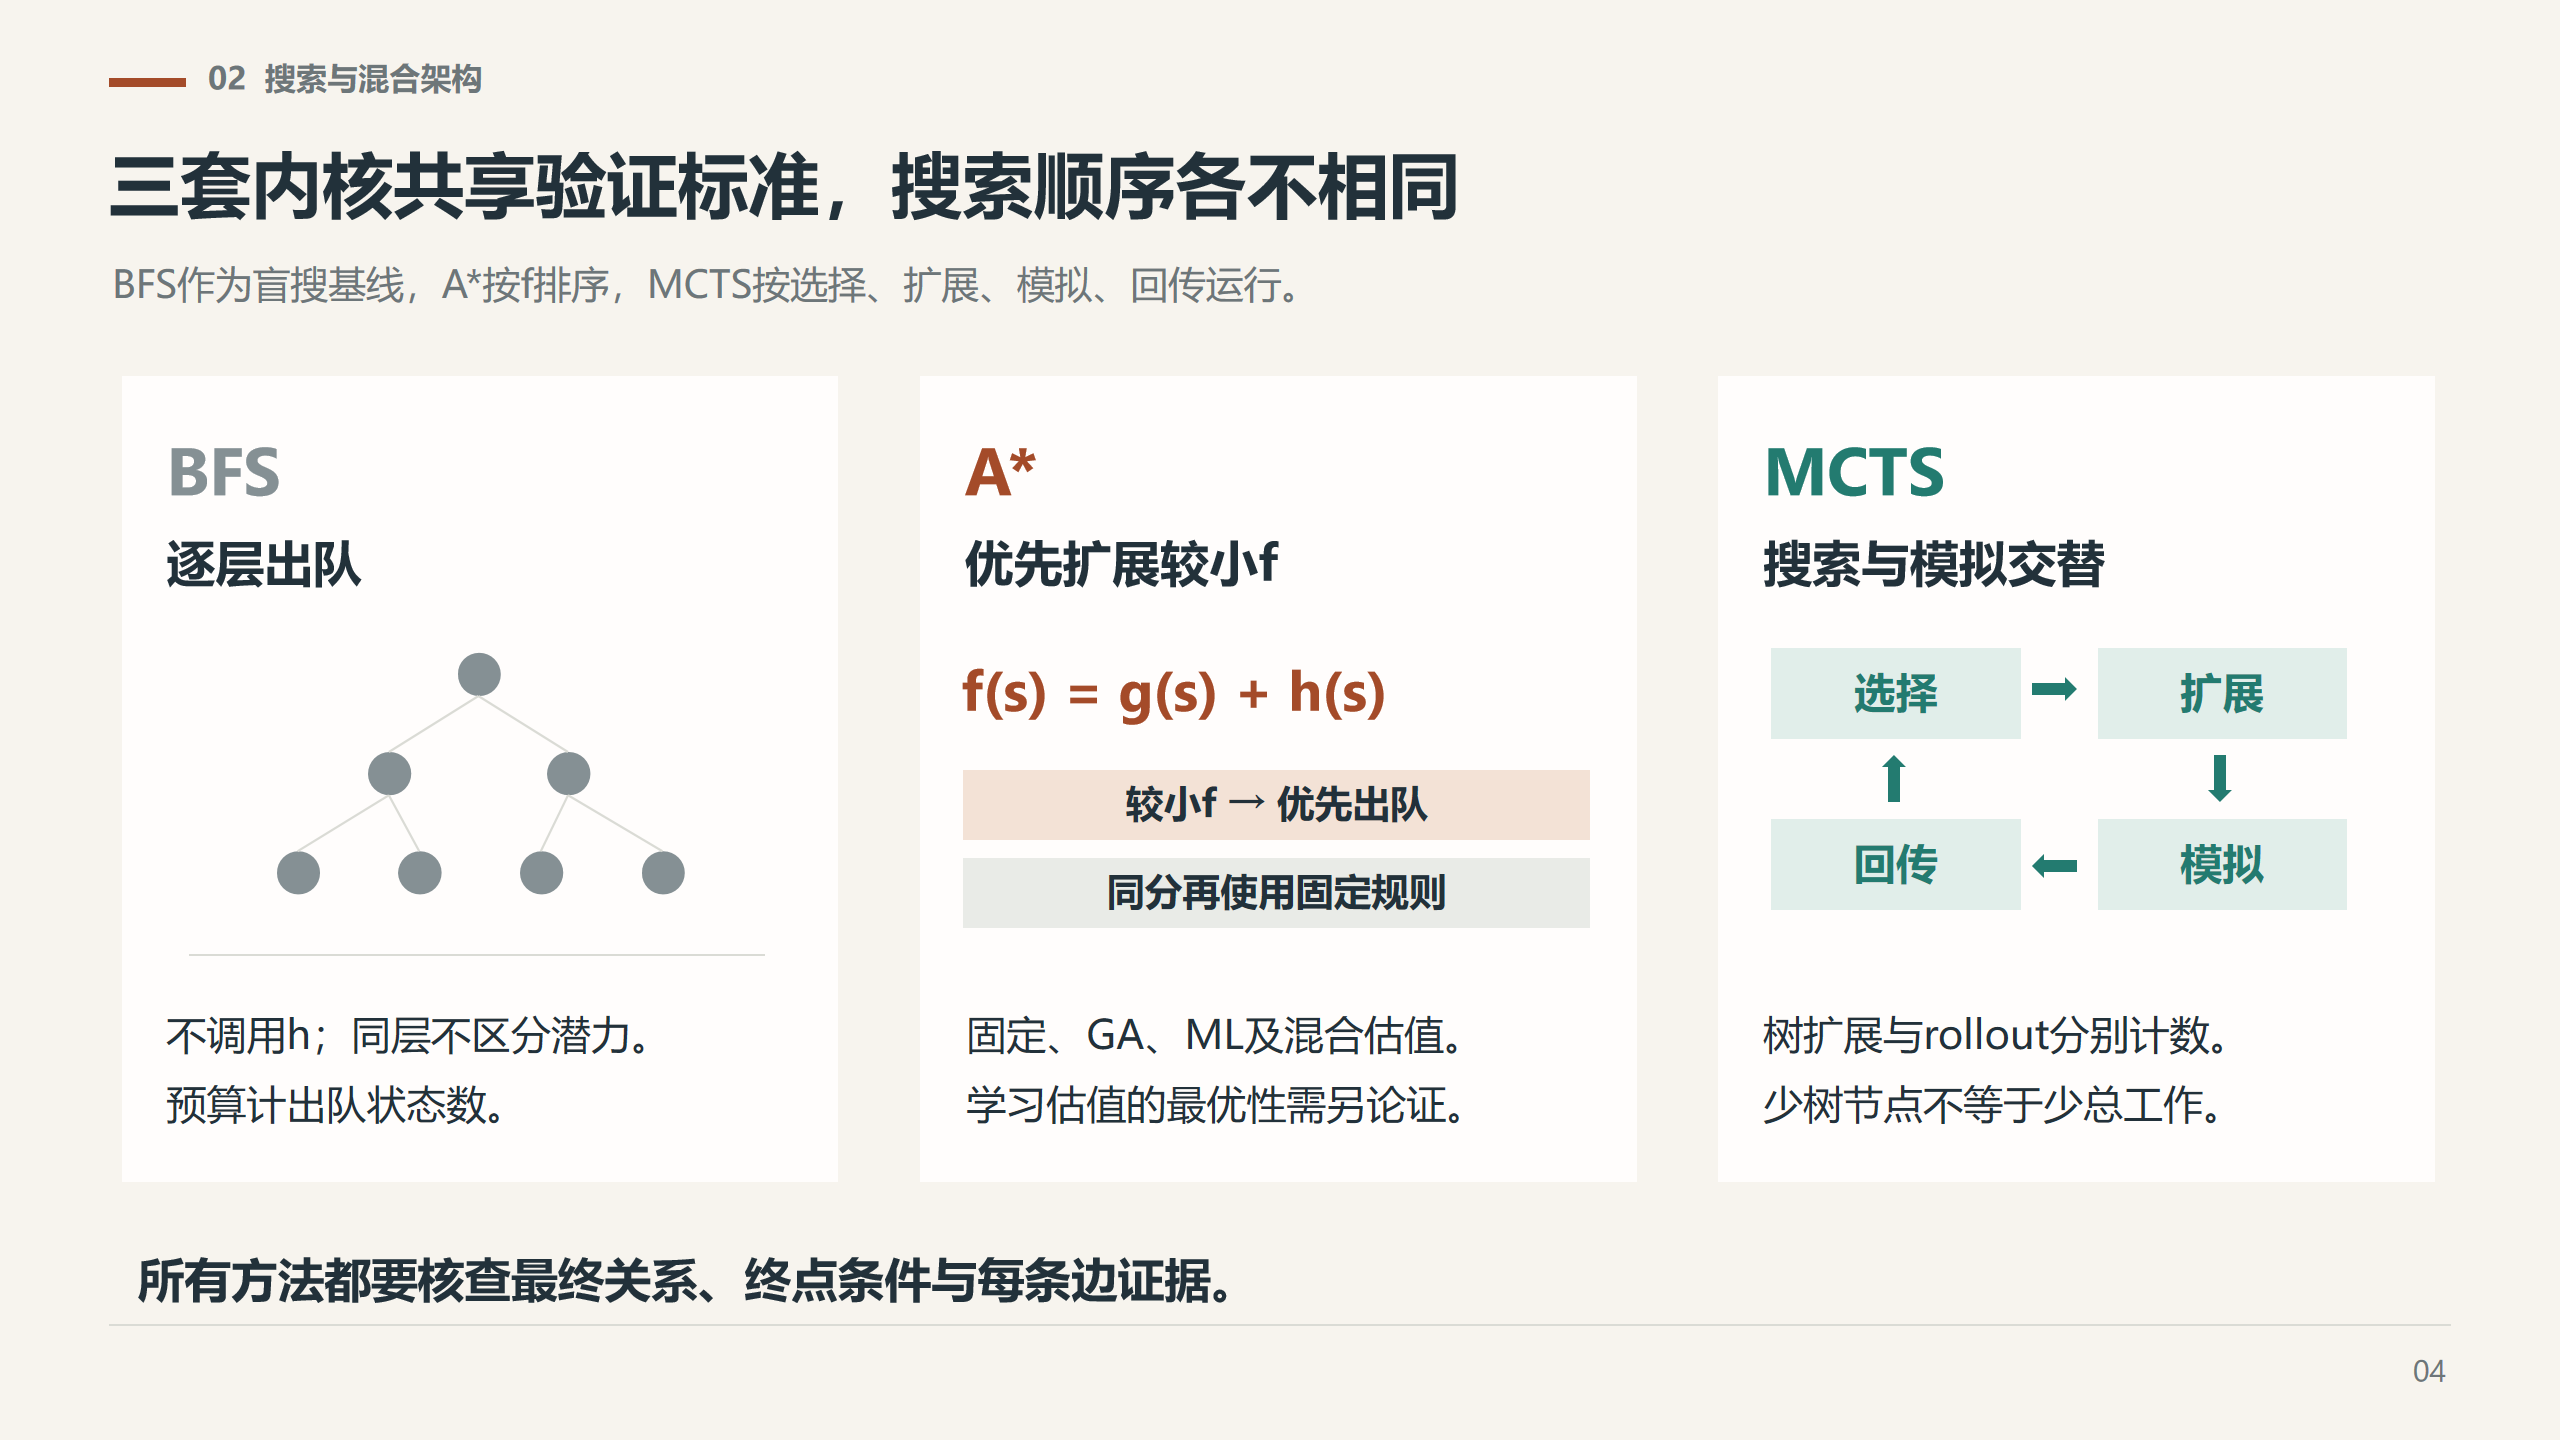 02 搜索与混合架构
三套内核共享验证标准，搜索顺序各不相同
BFS作为盲搜基线，A*按f排序，MCTS按选择、扩展、模拟、回传运行。
BFS
逐层出队
不调用h；同层不区分潜力。
预算计出队状态数。
A*
优先扩展较小f
f(s) = g(s) + h(s)
较小f → 优先出队
同分再使用固定规则
固定、GA、ML及混合估值。
学习估值的最优性需另论证。
MCTS
搜索与模拟交替
选择
扩展
回传
模拟
树扩展与rollout分别计数。
少树节点不等于少总工作。
所有方法都要核查最终关系、终点条件与每条边证据。
04